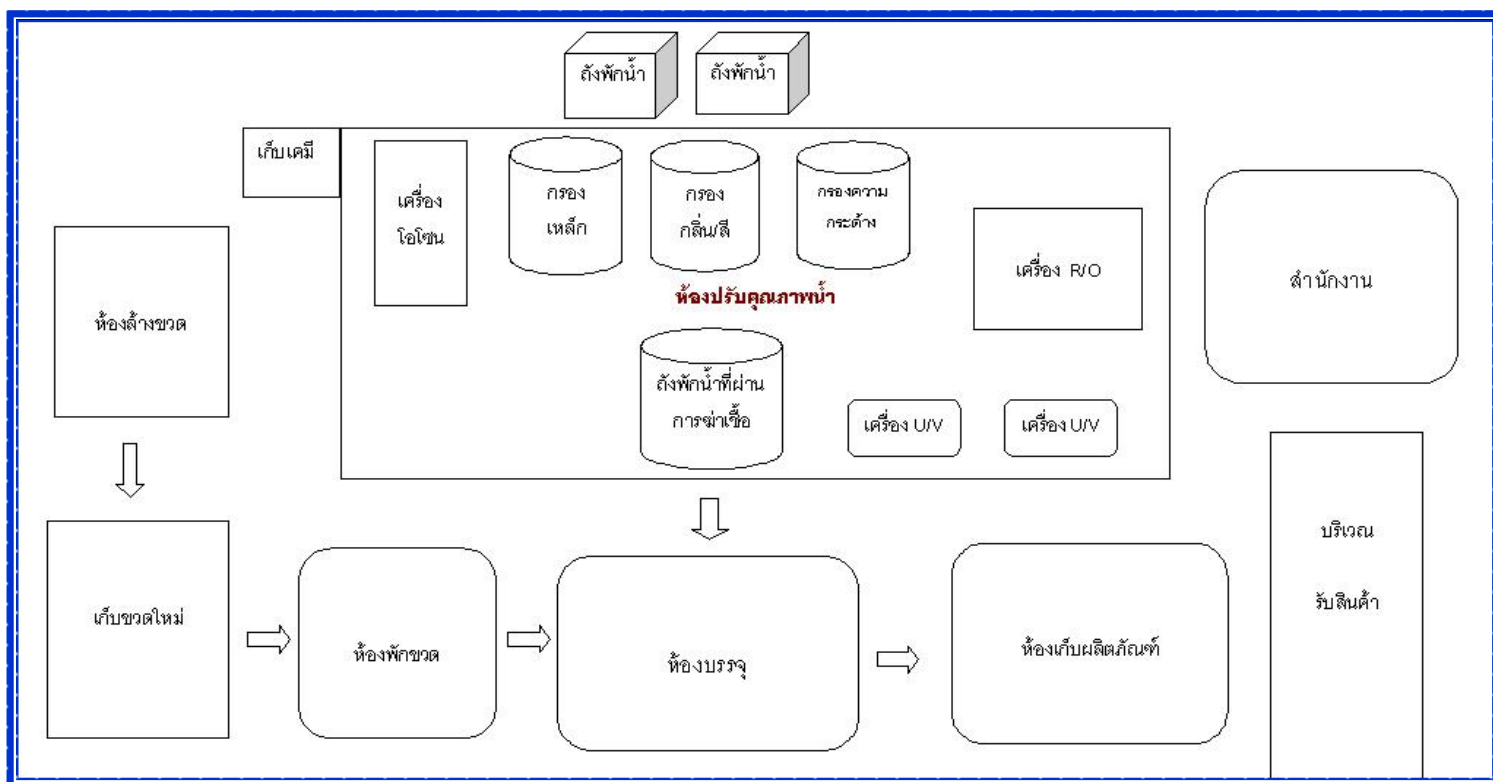 ถังพักน้ำ
ถังพักน้ำ
เก็บเคมี
เครื่อง
โอโซน
กรอง
เหล็ก
กรอง
กลิ่น/สี
กรองความ
กระด้าง
เครื่อง R/O
สำนักงาน
ห้องปรับคุณภาพน้ำ
ห้องล้างขวด
ถังพักน้ำที่ผ่าน
การฆ่าเชื้อ
เครื่อง U/V
เครื่อง U/V
เก็บขวดใหม่
ห้องพักขวด
ห้องบรรจุ
ห้องเก็บผลิตภัณฑ์
บริเวณ
รับสินค้า